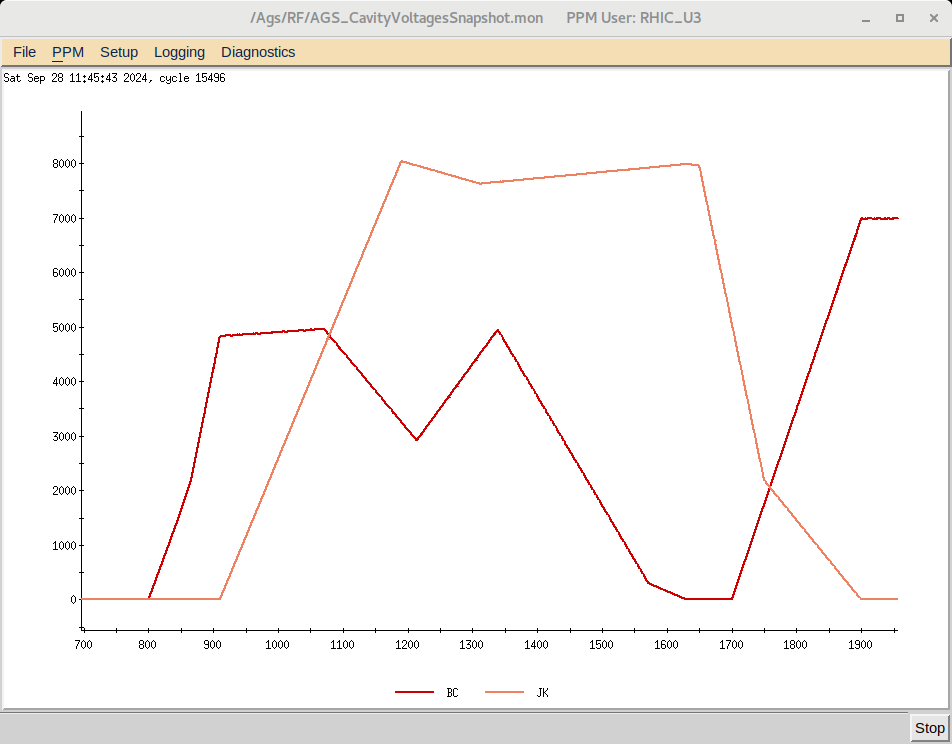 /Ags/RF/AGS_CavityVoltagesSnapshot.mon PPM User: RHIC_U3
File PPM Setup Logging Diagnostics
Sat Sep 28 11:45:43 2024, cycle 15496
8000
7000
6000
5000
4000
3000
2000
1000
0
700 800 900 1000 1100 1200 1300 1400 1500 1600 1700 1800 1900
BC JK
Stop